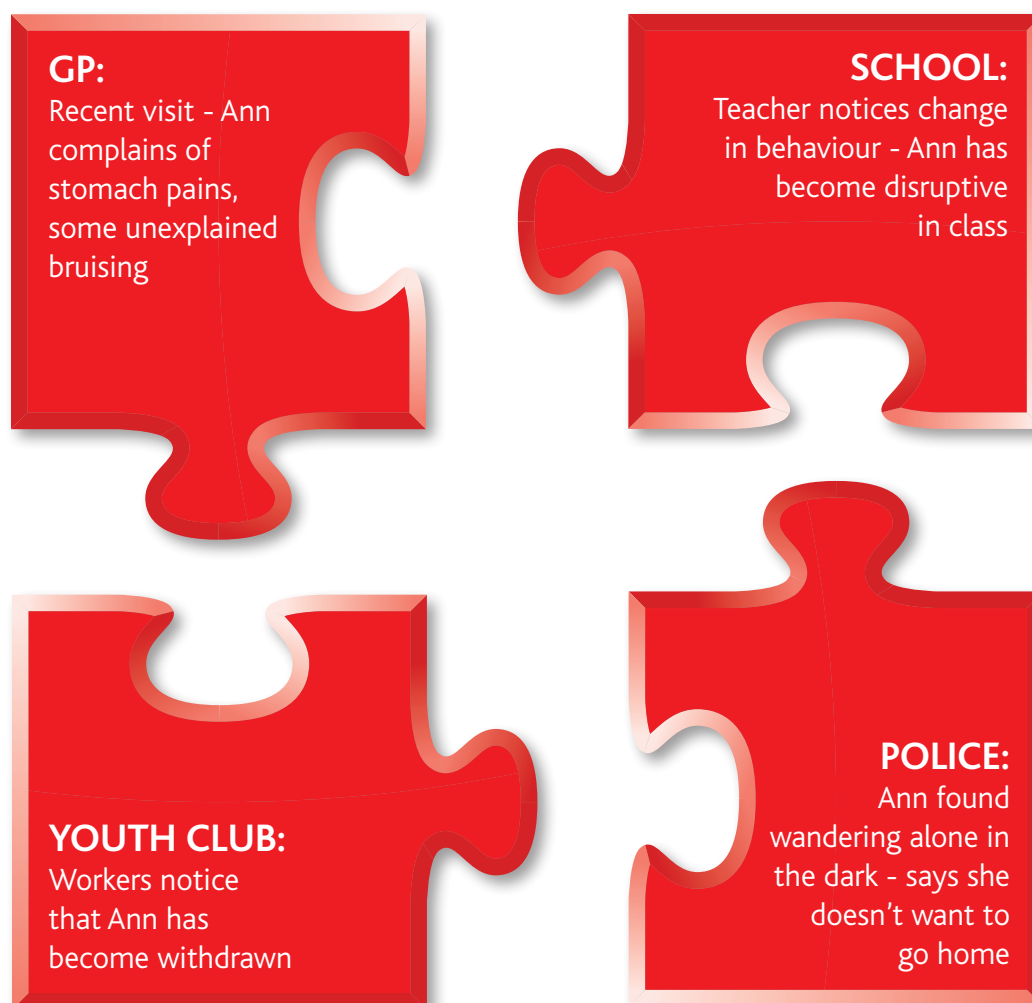 GP:
Recent visit - Ann
complains of
stomach pains,
some unexplained
bruising
SCHOOL:
Teacher notices change
in behaviour - Ann has
become disruptive
in class
YOUTH CLUB:
Workers notice
that Ann has
become withdrawn
POLICE:
Ann found
wandering alone in
the dark - says she
doesn't want to
go home